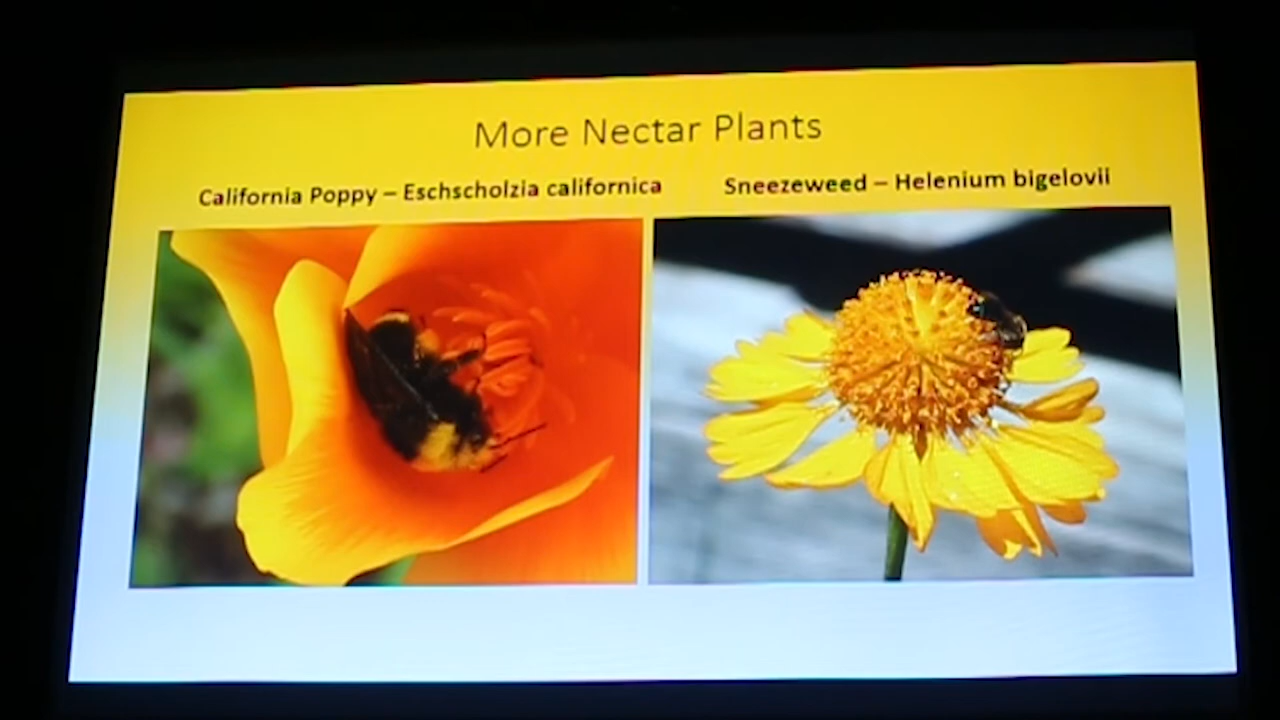 More Nectar Plants
California Poppy – Eschscholzia californica
Sneezeweed – Helenium bigelovii